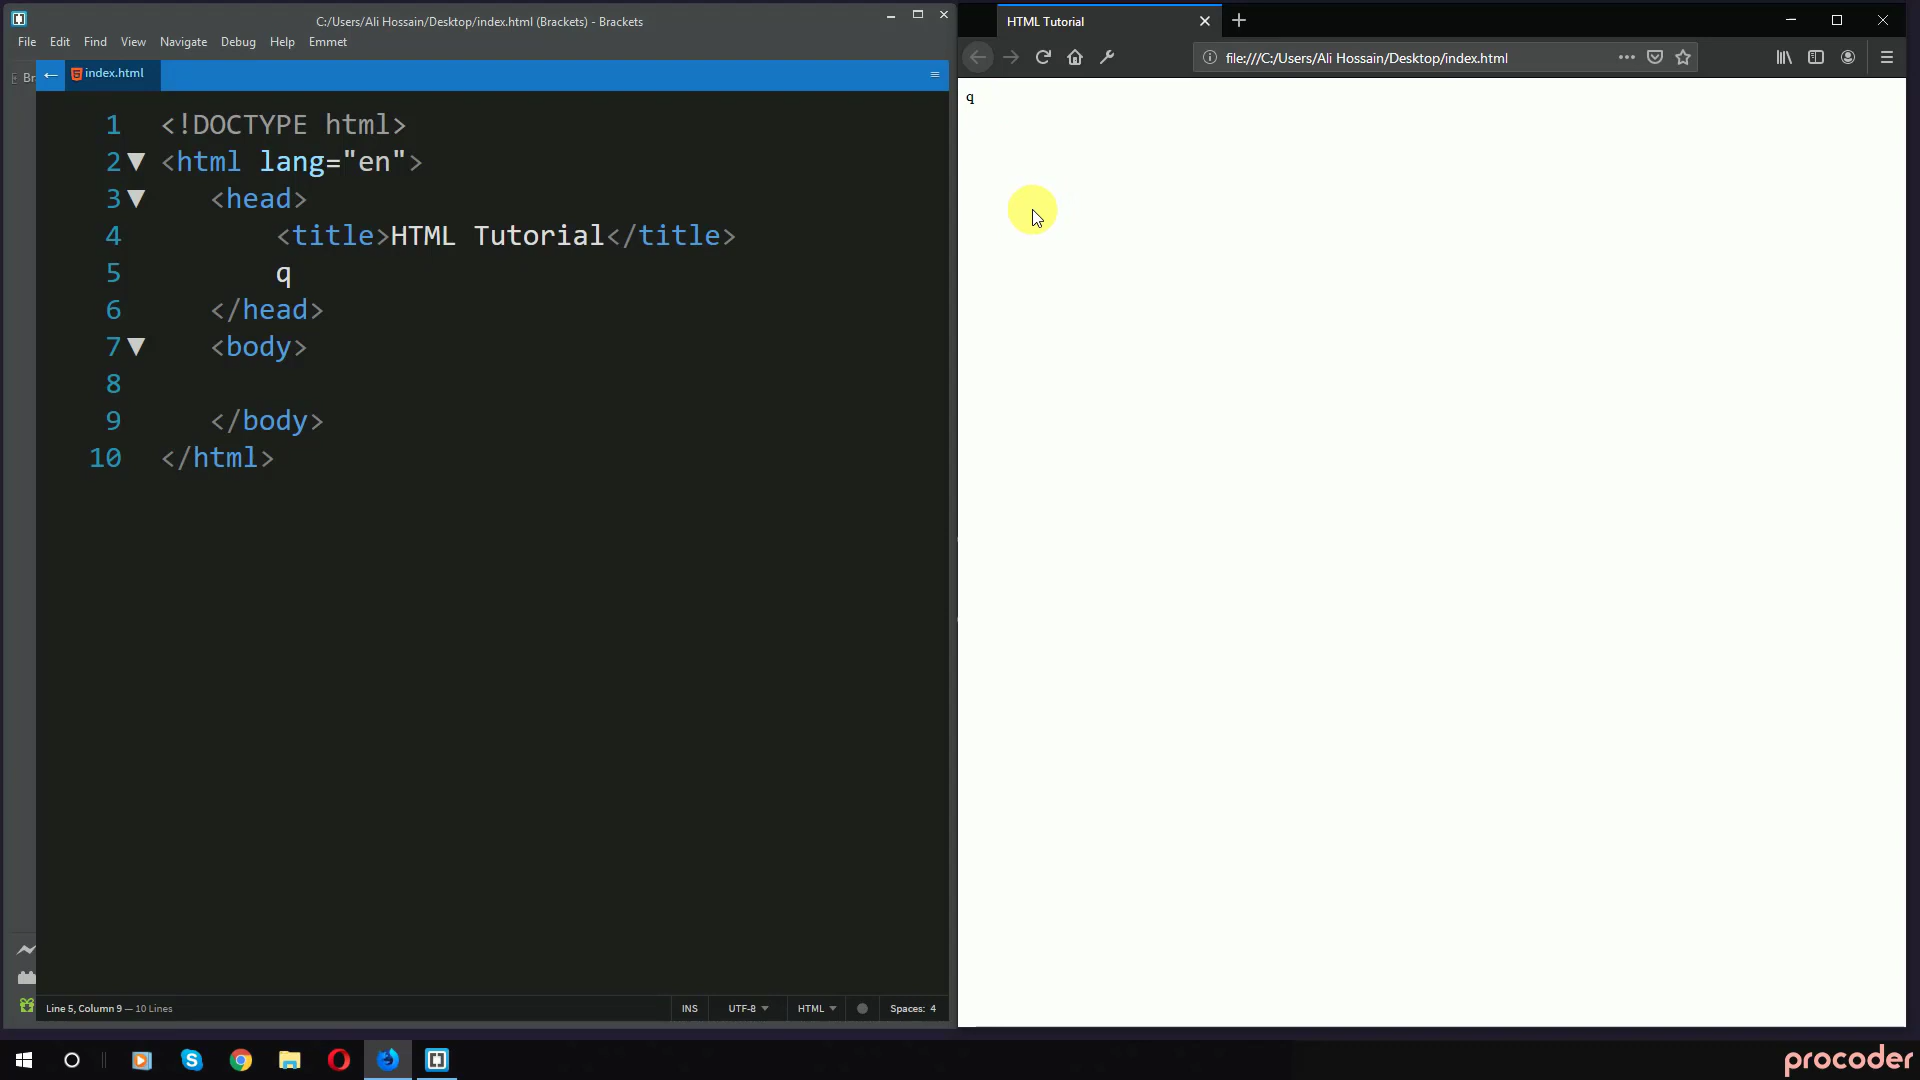 C:/Users/Ali Hossain/Desktop/index.html (Brackets) - Brackets
File Edit Find View Navigate Debug Help Emmet
Br
index.html
1 <!DOCTYPE html>
2 <html lang="en">
3 <head>
4 <title>HTML Tutorial</title>
5 q
6 </head>
7 <body>
8
9 </body>
10 </html>
Line 5, Column 9 — 10 Lines
INS UTF-8 HTML Spaces: 4
HTML Tutorial
file:///C:/Users/Ali Hossain/Desktop/index.html
q
procoder